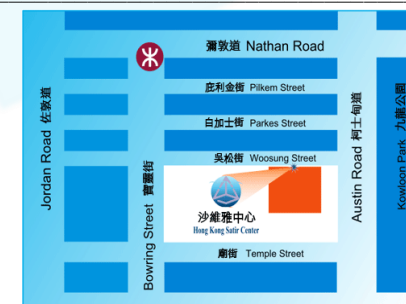 彌敦道 Nathan Road
庇利金街 Pilkem Street
白加士街 Parkes Street
吳松街 Woosung Street
沙維雅中心
Hong Kong Satir Center
廟街 Temple Street
Jordan Road 佐敦道
Bowring Street 寶靈街
Austin Road 柯士甸道
Kowloon Park 九龍公園